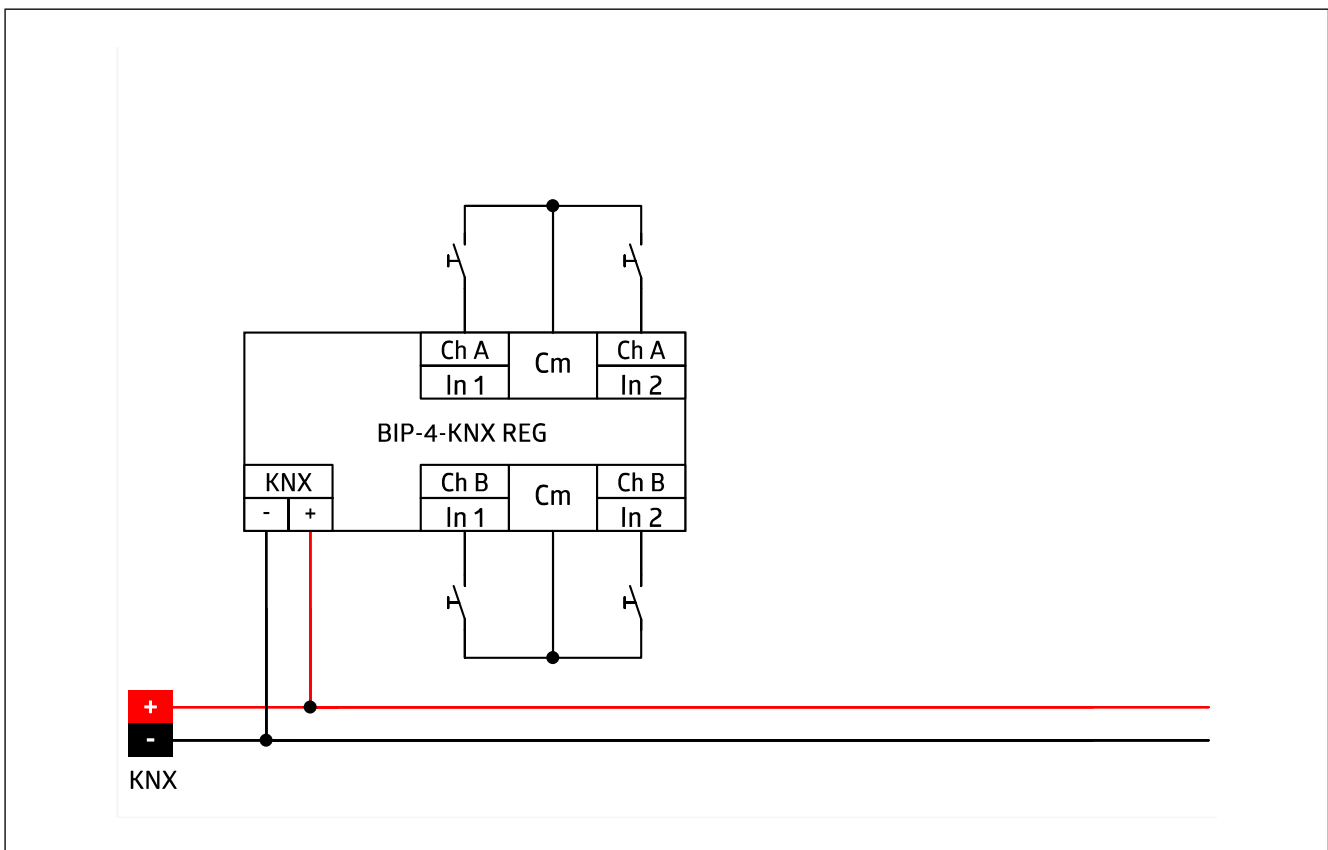 Ch A Cm Ch A
In 1 In 2
BIP-4-KNX REG
KNX Ch B Cm Ch B
- + In 1 In 2
+
-
KNX